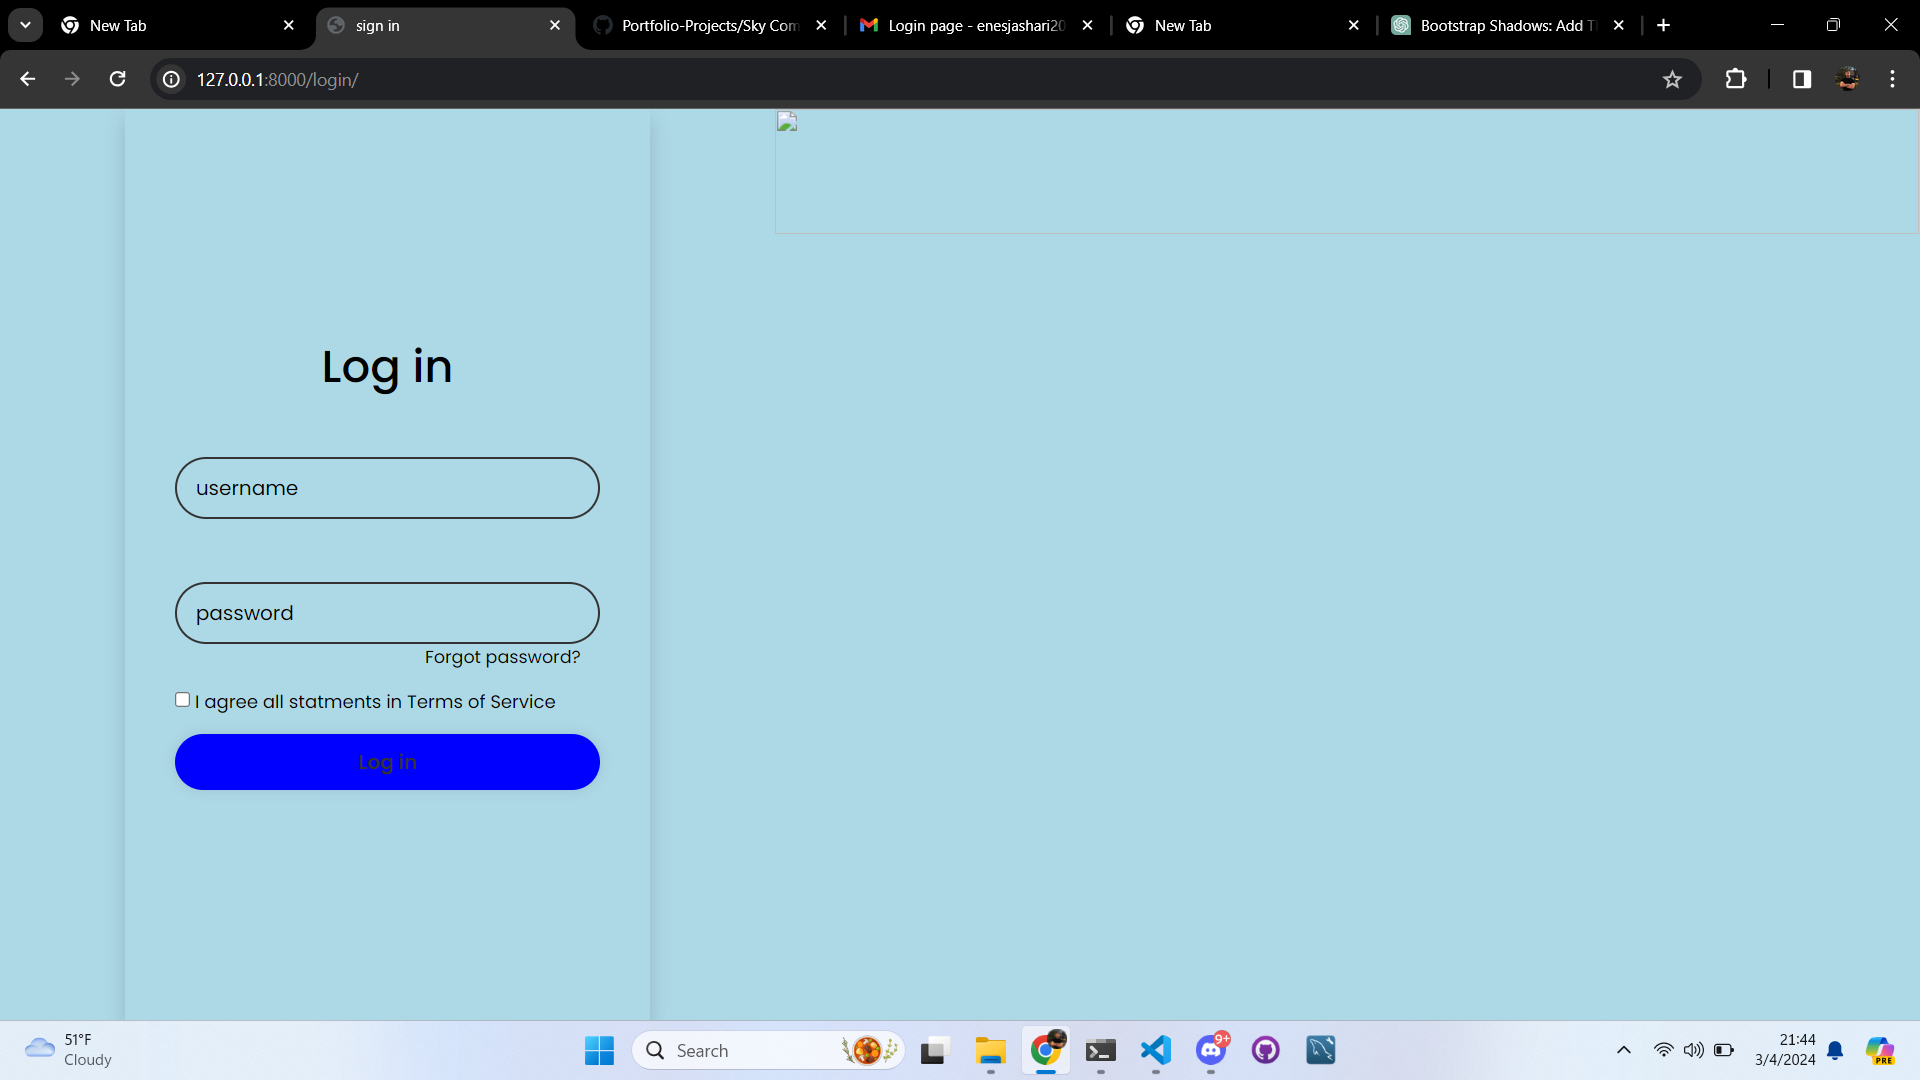 New Tab
sign in
Portfolio-Projects/Sky Com
Login page - enesjashari20
New Tab
Bootstrap Shadows: Add T
127.0.0.1:8000/login/
Log in
username
password
Forgot password?
I agree all statments in Terms of Service
Log in
51°F
Cloudy
Search
9+
21:44
3/4/2024
PRE